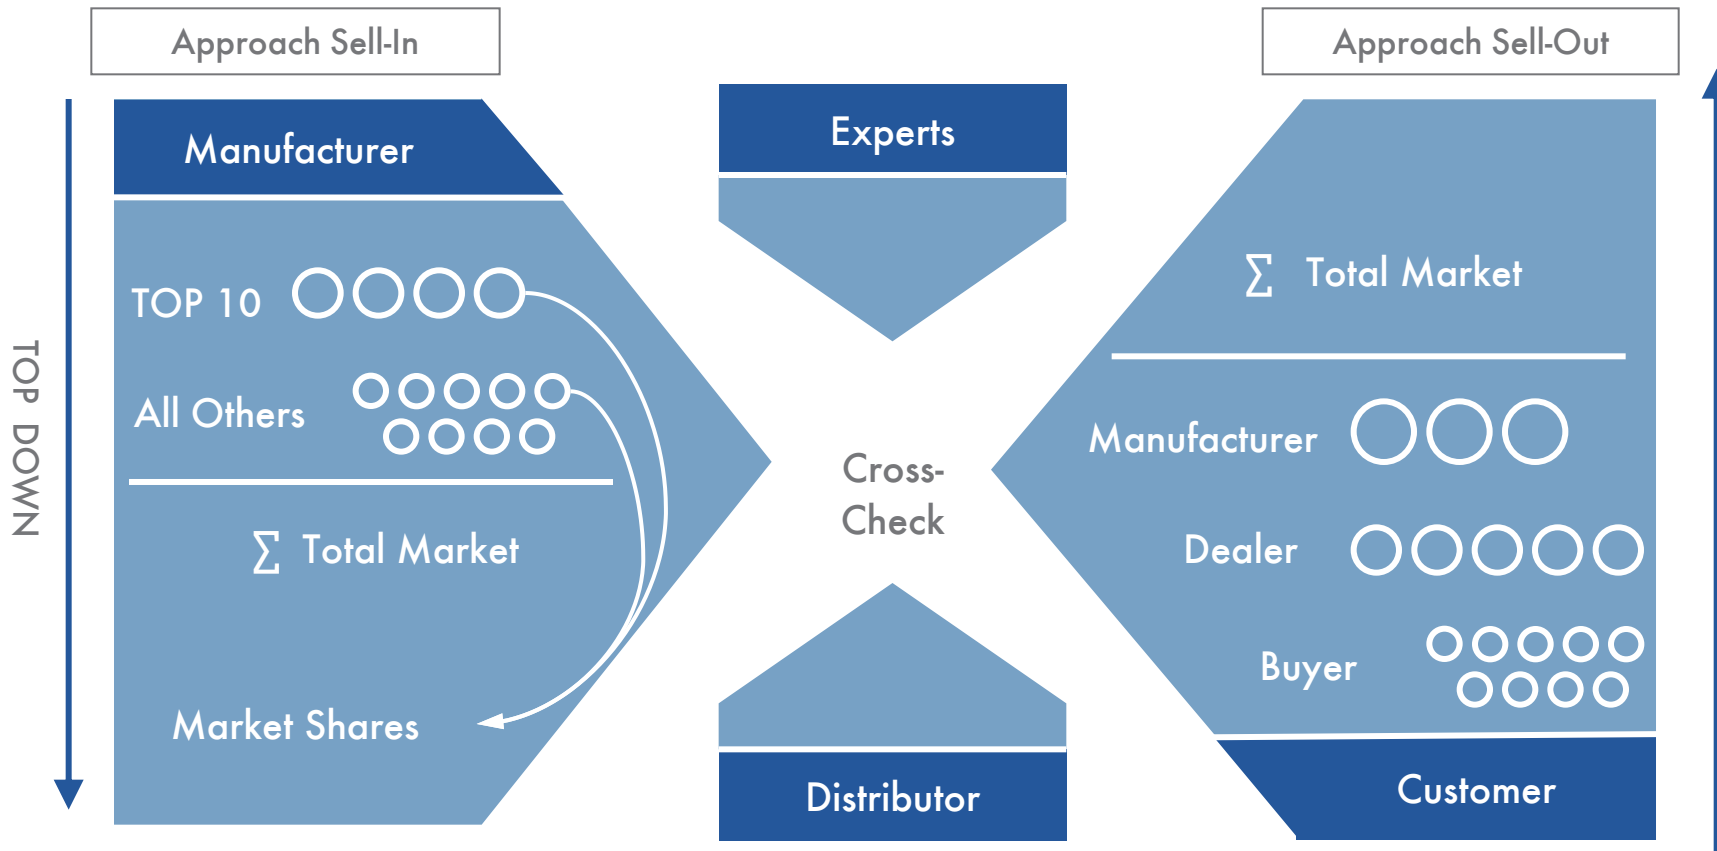 Approach Sell-In
Manufacturer
TOP 10
All Others
∑ Total Market
Market Shares
TOP DOWN
Experts
Cross-
Check
Distributor
Approach Sell-Out
∑ Total Market
Manufacturer
Dealer
Buyer
Customer